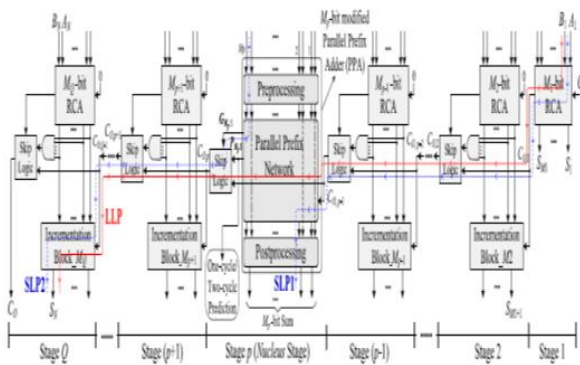 B_N A_N
M_p-bit modified
Parallel Prefix
Adder (PPA)
B_1 A_1
M_Q-bit
RCA
M_p+1-bit
RCA
Preprocessing
M_p-1-bit
RCA
M_2-bit
RCA
M_1-bit
RCA
Skip
Logic
Skip
Logic
Skip
Logic
Parallel Prefix
Network
Skip
Logic
Skip
Logic
LLP
Incrementation
Block_M_Q
Incrementation
Block_M_p+1
Postprocessing
Incrementation
Block_M_p-1
Incrementation
Block_M2
SLP2
One-cycle/
Two-cycle
Prediction
SLP1
C_O
S_N
M_p-bit Sum
S_M1+1
S_M1
S_1
Stage Q
Stage (p+1)
Stage p (Nucleus Stage)
Stage (p-1)
Stage 2
Stage 1